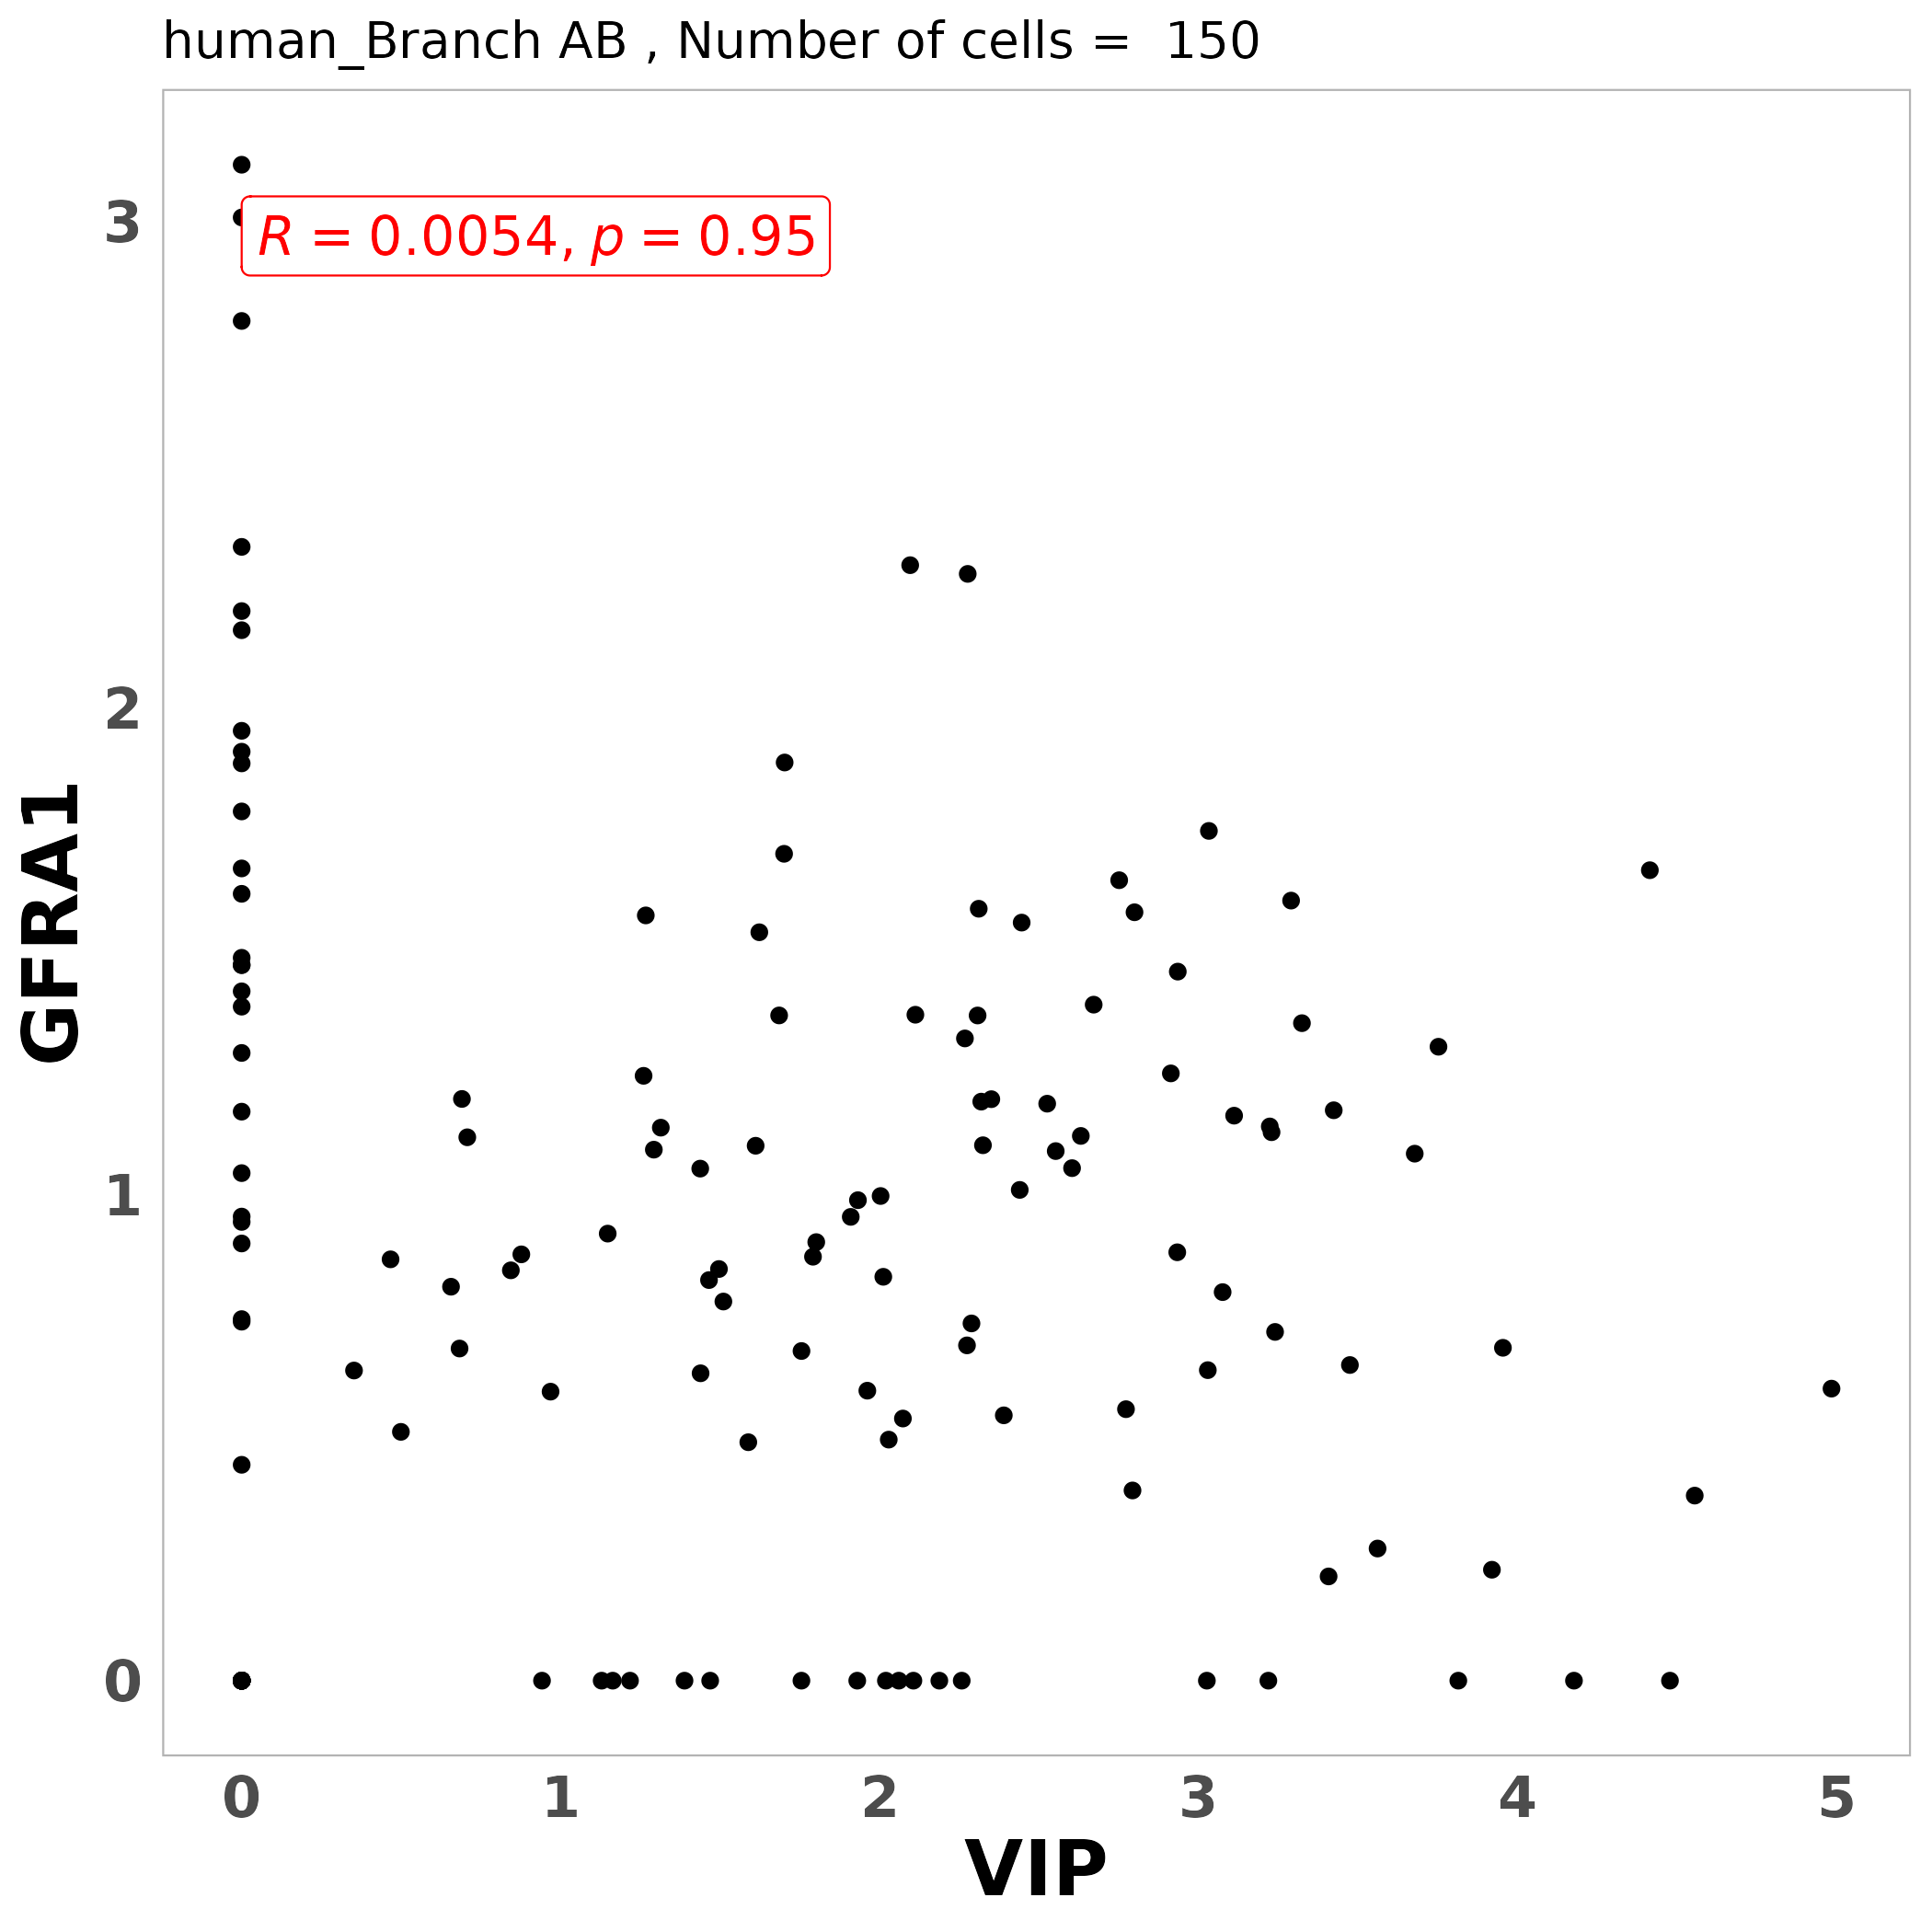 human_Branch AB , Number of cells =  150
R = 0.0054, p = 0.95
3
2
1
0
GFRA1
0 1 2 3 4 5
VIP